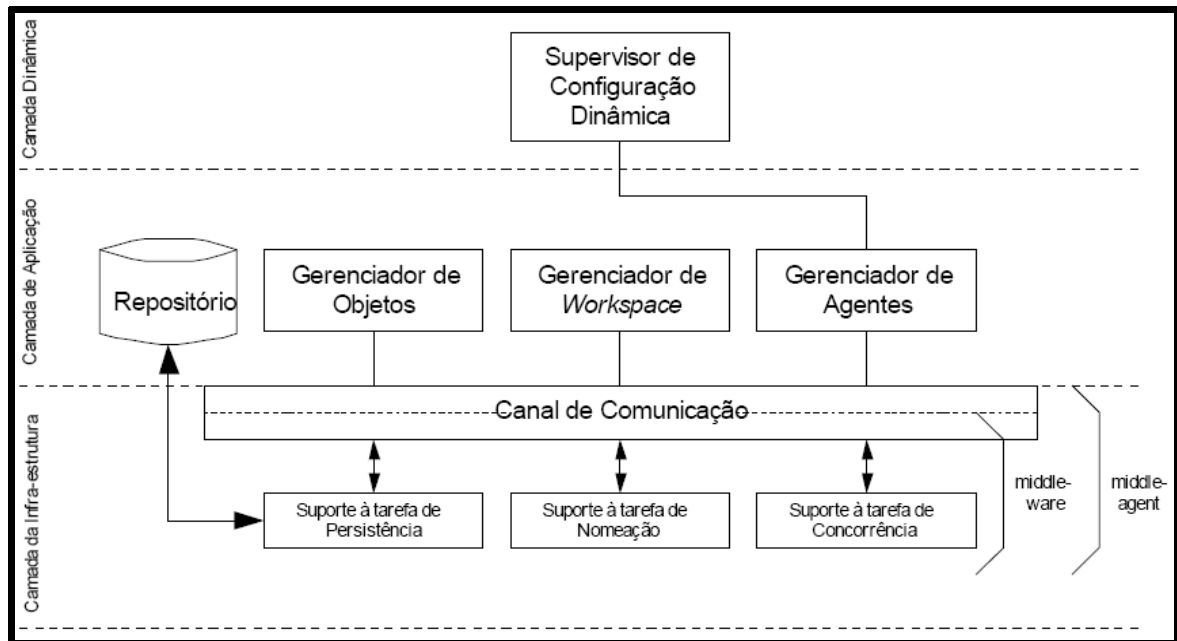 Camada Dinâmica
Supervisor de
Configuração
Dinâmica
Camada de Aplicação
Repositório
Gerenciador de
Objetos
Gerenciador de
Workspace
Gerenciador de
Agentes
Camada da Infra-estrutura
Canal de Comunicação
Suporte à tarefa de
Persistência
Suporte à tarefa de
Nomeação
Suporte à tarefa de
Concorrência
middle-
ware
middle-
agent